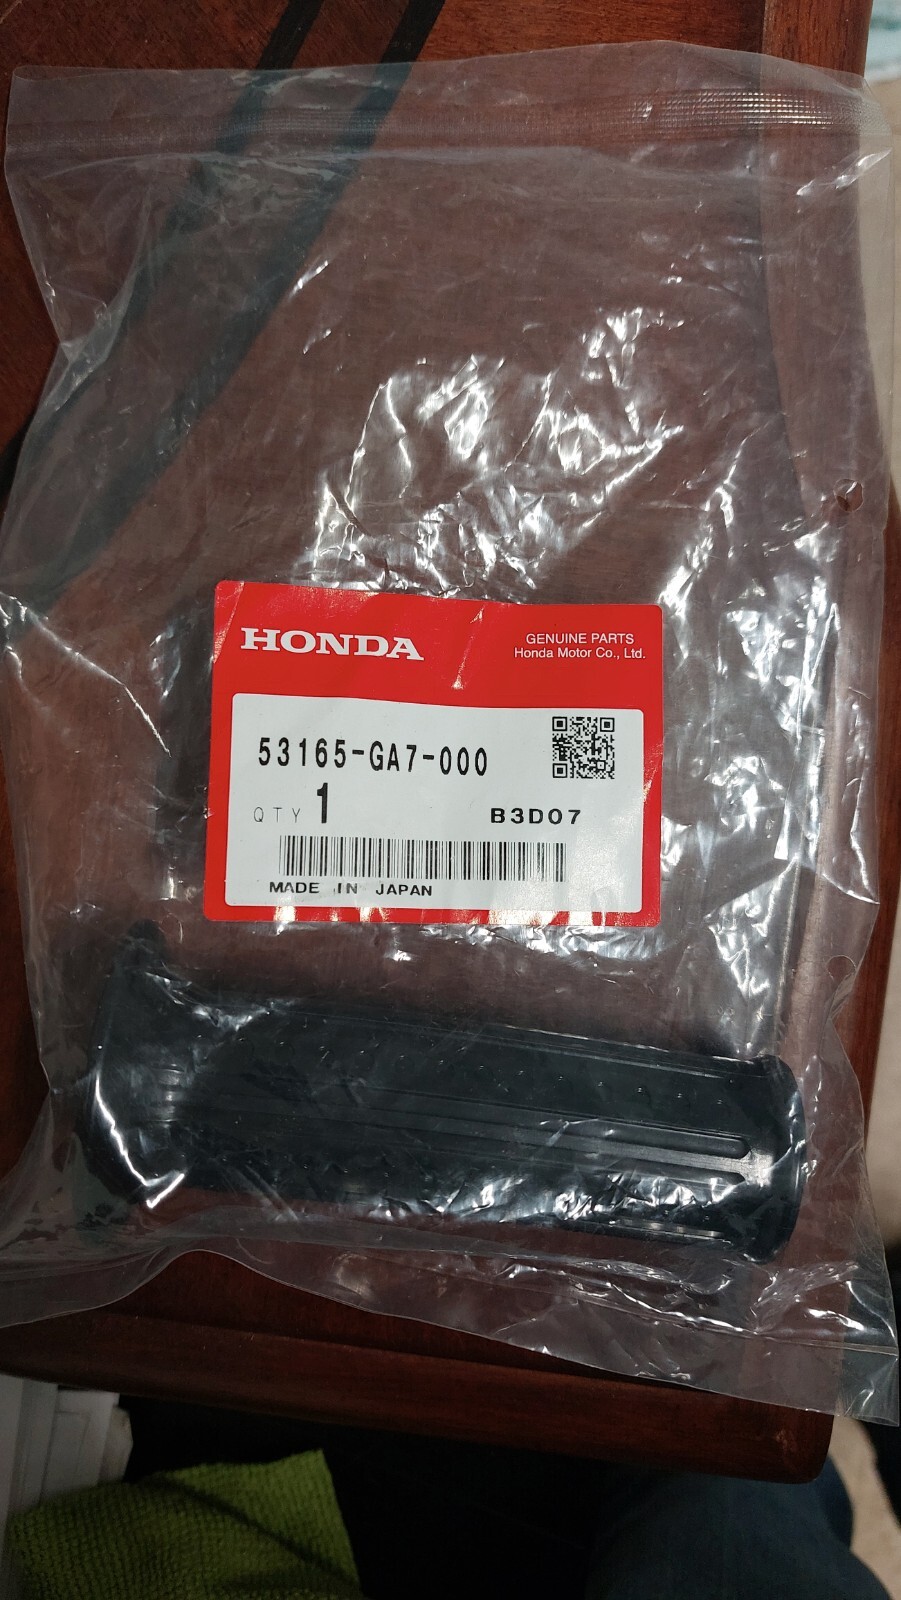 HONDA
GENUINE PARTS
Honda Motor Co., Ltd.
53165-GA7-000
QTY 1
B3D07
MADE IN JAPAN